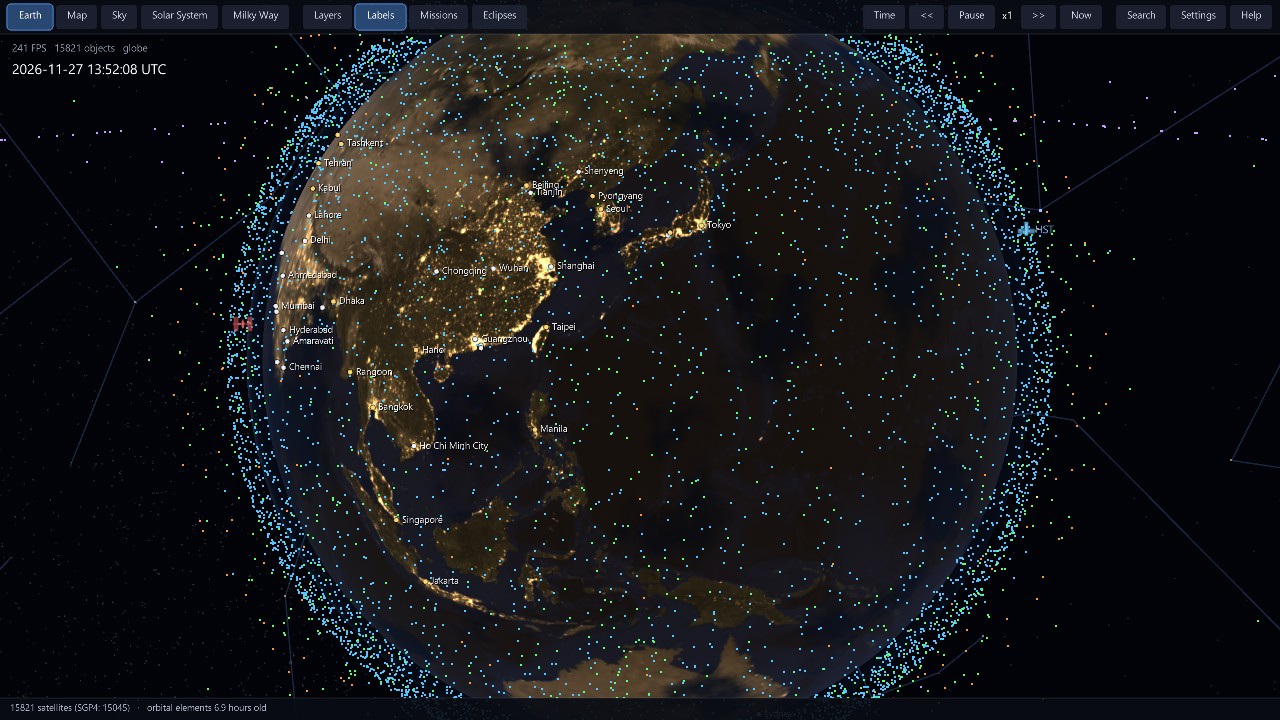 Earth Map Sky Solar System Milky Way Layers Labels Missions Eclipses Time << Pause x1 >> Now Search Settings Help
241 FPS 15821 objects globe
2026-11-27 13:52:08 UTC
Tashkent
Tehran
Shenyeng
Kabul
Beijing
Tianjin
Pyongyang
Seoul
Lahore
Tokyo
HST
Delhi
Ahmedabad
Chongqing
Wuhan
Shanghai
Mumbai
Dhaka
Hyderabad
Amaravati
Taipei
Guangzhou
Hanoi
Chennai
Rangoon
Bangkok
Manila
Ho Chi Minh City
Singapore
Jakarta
15821 satellites (SGP4: 15045) · orbital elements 6.9 hours old